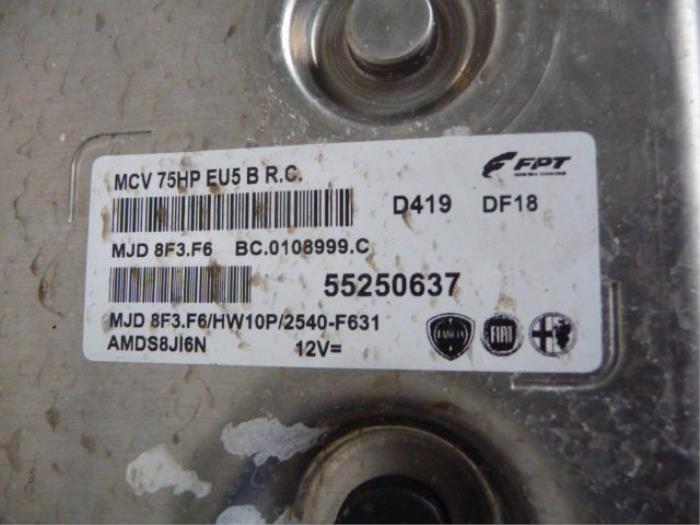 MCV 75HP EU5 B R.C.
FPT
D419 DF18
MJD 8F3.F6 BC.0108999.C
55250637
MJD 8F3.F6/HW10P/2540-F631
LANCIA FIAT
AMDS8JI6N 12V=